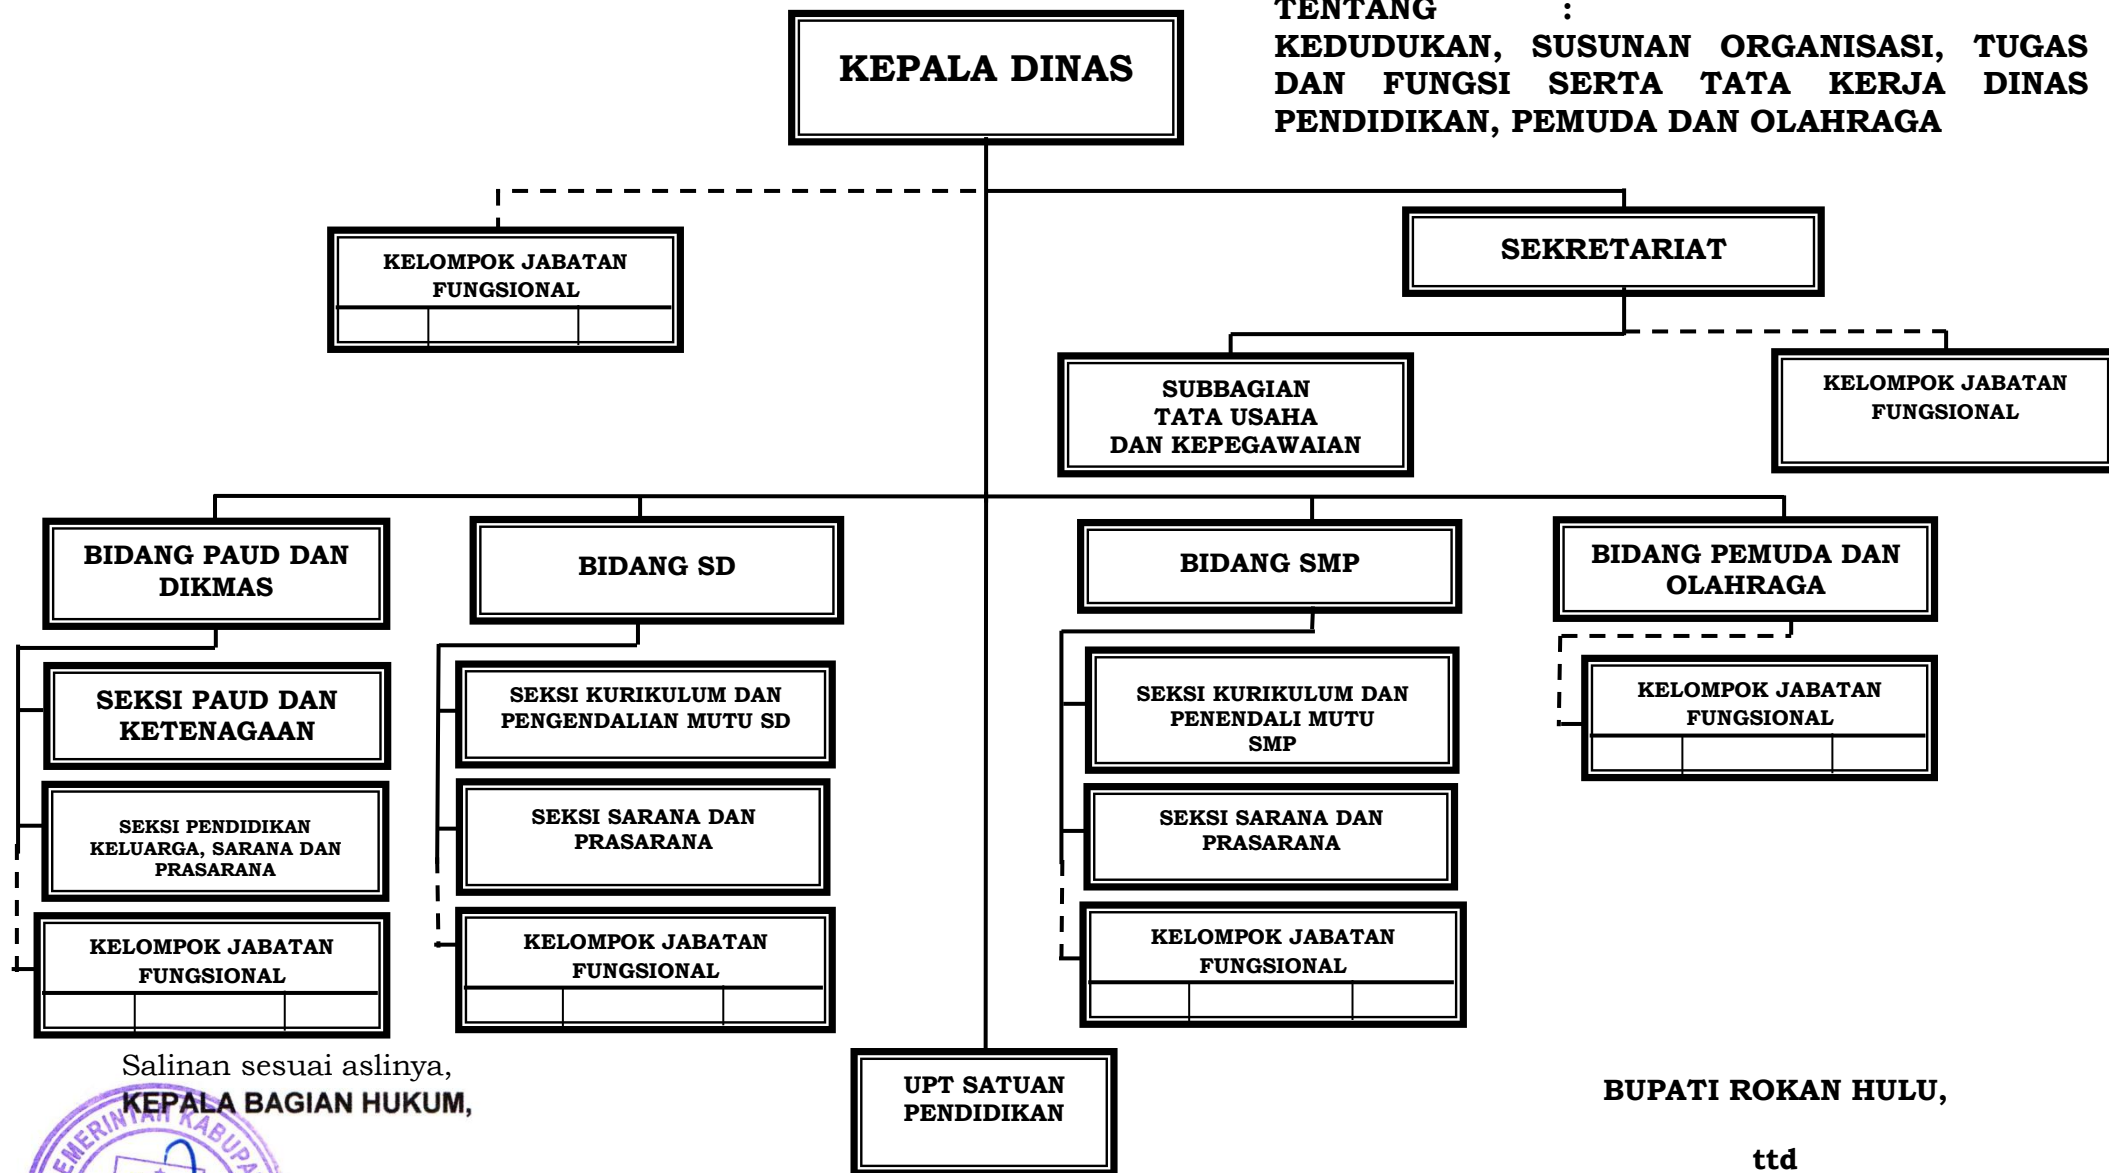 TENTANG :
KEDUDUKAN, SUSUNAN ORGANISASI, TUGAS
DAN FUNGSI SERTA TATA KERJA DINAS
PENDIDIKAN, PEMUDA DAN OLAHRAGA
KEPALA DINAS
KELOMPOK JABATAN
FUNGSIONAL
SEKRETARIAT
SUBBAGIAN
TATA USAHA
DAN KEPEGAWAIAN
KELOMPOK JABATAN
FUNGSIONAL
BIDANG PAUD DAN
DIKMAS
BIDANG SD
BIDANG SMP
BIDANG PEMUDA DAN
OLAHRAGA
SEKSI PAUD DAN
KETENAGAAN
SEKSI KURIKULUM DAN
PENGENDALIAN MUTU SD
SEKSI KURIKULUM DAN
PENENDALI MUTU
SMP
KELOMPOK JABATAN
FUNGSIONAL
SEKSI PENDIDIKAN
KELUARGA, SARANA DAN
PRASARANA
SEKSI SARANA DAN
PRASARANA
SEKSI SARANA DAN
PRASARANA
KELOMPOK JABATAN
FUNGSIONAL
KELOMPOK JABATAN
FUNGSIONAL
KELOMPOK JABATAN
FUNGSIONAL
UPT SATUAN
PENDIDIKAN
Salinan sesuai aslinya,
KEPALA BAGIAN HUKUM,
BUPATI ROKAN HULU,
ttd